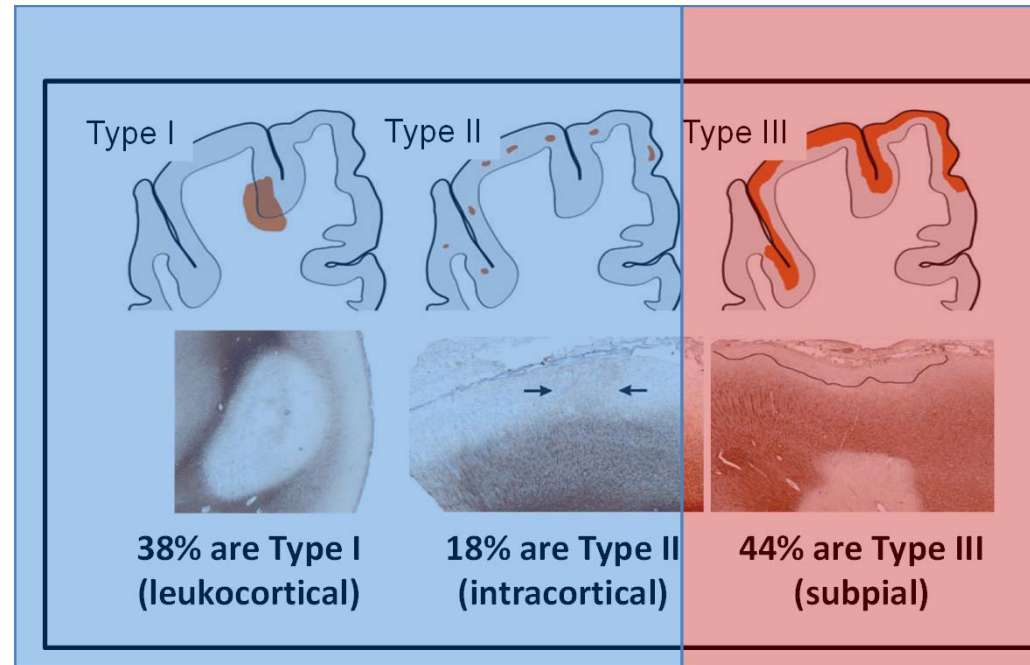 Type I
Type II
Type III
38% are Type I
(leukocortical)
18% are Type II
(intracortical)
44% are Type III
(subpial)